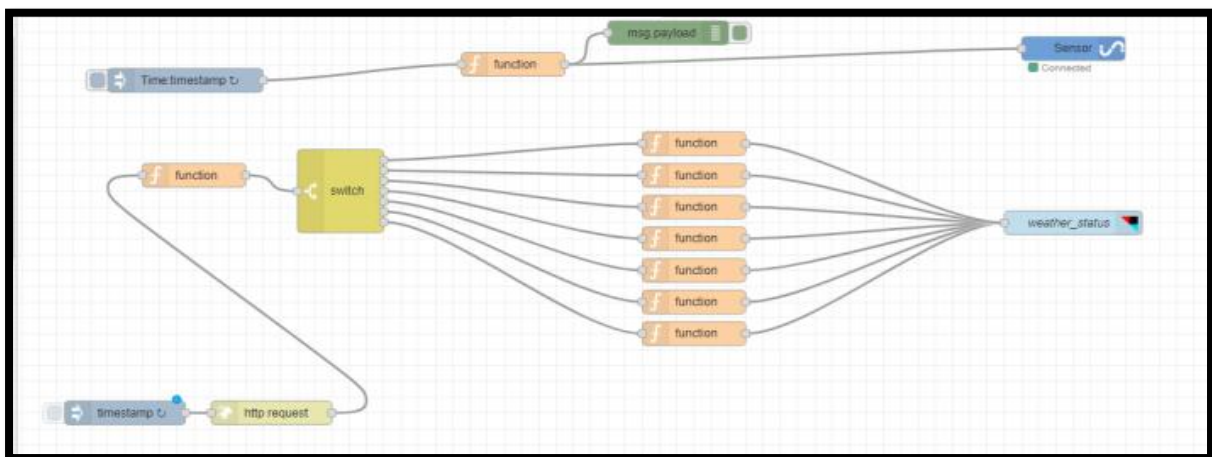 msg.payload
Sensor
Connected
function
Time:timestamp ↻
function
function
switch
function
function
function
weather_status
function
function
function
timestamp ↻
http request